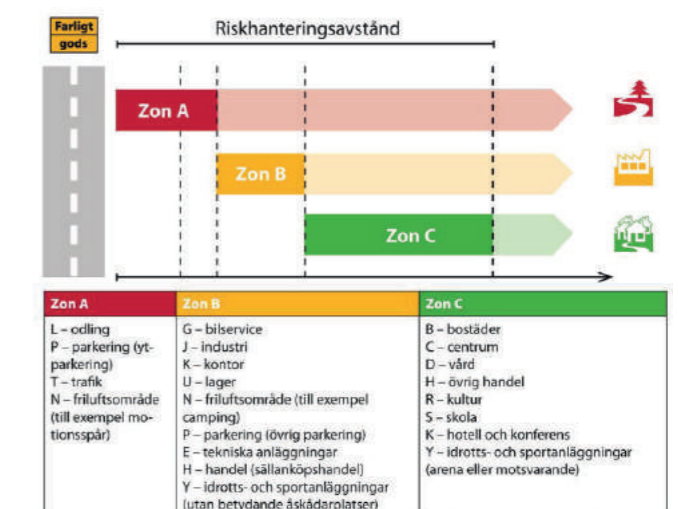 Farligt
gods
Riskhanteringsavstånd
Zon A
Zon B
Zon C
Zon A
L – odling
P – parkering (yt-
parkering)
T – trafik
N – friluftsområde
(till exempel mo-
tionsspår)
Zon B
G – bilservice
J – industri
K – kontor
U – lager
N – friluftsområde (till exempel
camping)
P – parkering (övrig parkering)
E – tekniska anläggningar
H – handel (sällanköpshandel)
Y – idrotts- och sportanläggningar
(utan betydande åskådarplatser)
Zon C
B – bostäder
C – centrum
D – vård
H – övrig handel
R – kultur
S – skola
K – hotell och konferens
Y – idrotts- och sportanläggningar
(arena eller motsvarande)